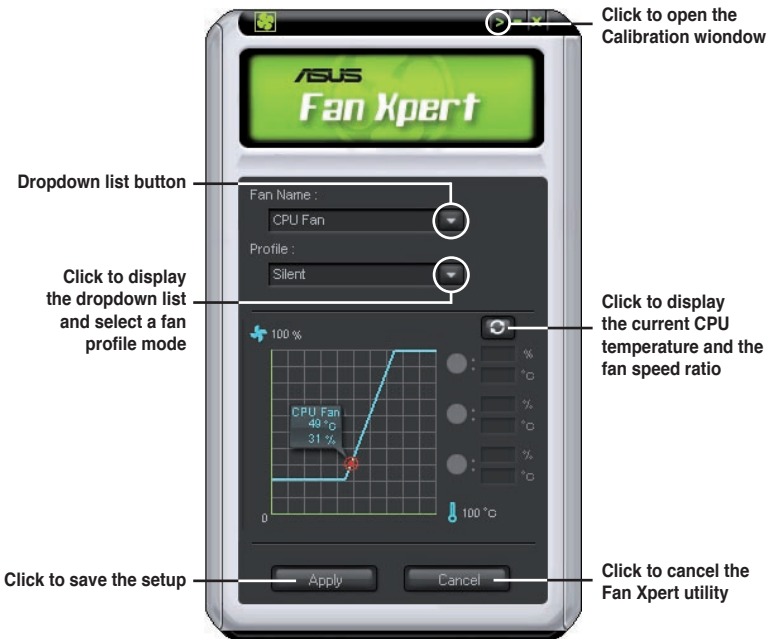 Click to open the
Calibration wiondow
>
-
x
ASUS
Fan Xpert
Dropdown list button
Fan Name :
CPU Fan
Profile :
Silent
Click to display
the dropdown list
and select a fan
profile mode
Click to display
the current CPU
temperature and the
fan speed ratio
100 %
: %
°C
: %
°C
: %
°C
CPU Fan
49 °C
31 %
0
100 °C
Click to save the setup
Apply
Cancel
Click to cancel the
Fan Xpert utility